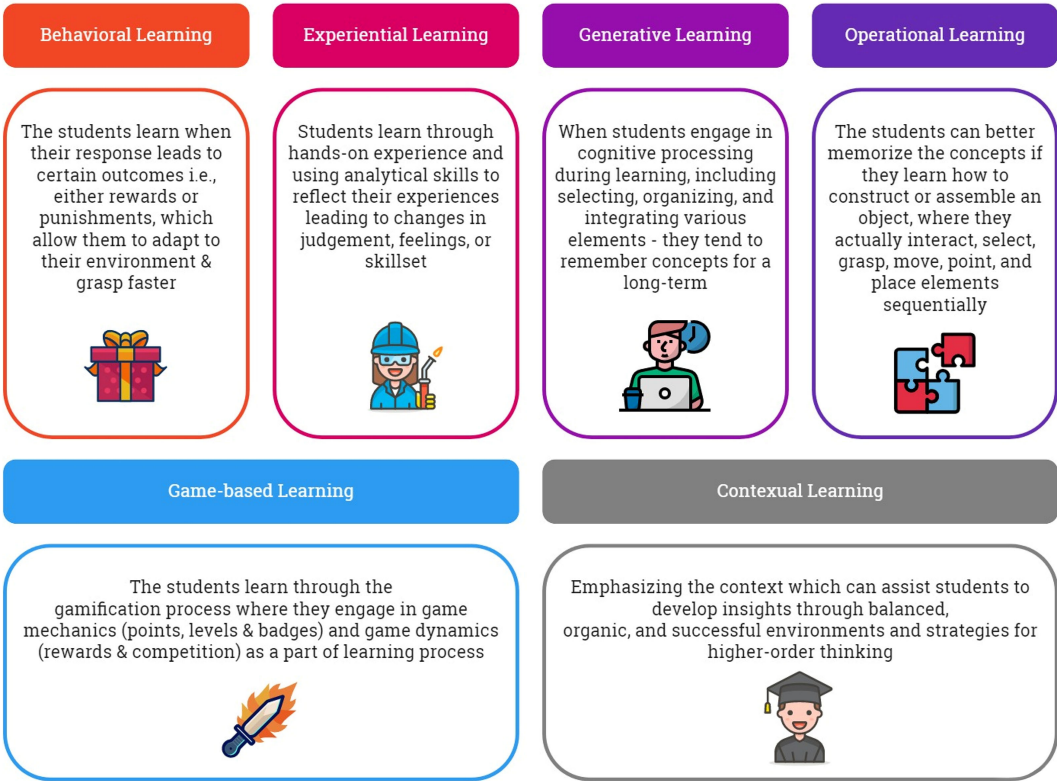 Behavioral Learning
The students learn when
their response leads to
certain outcomes i.e.,
either rewards or
punishments, which
allow them to adapt to
their environment &
grasp faster
Experiential Learning
Students learn through
hands-on experience and
using analytical skills to
reflect their experiences
leading to changes in
judgement, feelings, or
skillset
Generative Learning
When students engage in
cognitive processing
during learning, including
selecting, organizing, and
integrating various
elements - they tend to
remember concepts for a
long-term
Operational Learning
The students can better
memorize the concepts if
they learn how to
construct or assemble an
object, where they
actually interact, select,
grasp, move, point, and
place elements
sequentially
Game-based Learning
The students learn through the
gamification process where they engage in game
mechanics (points, levels & badges) and game dynamics
(rewards & competition) as a part of learning process
Contexual Learning
Emphasizing the context which can assist students to
develop insights through balanced,
organic, and successful environments and strategies for
higher-order thinking